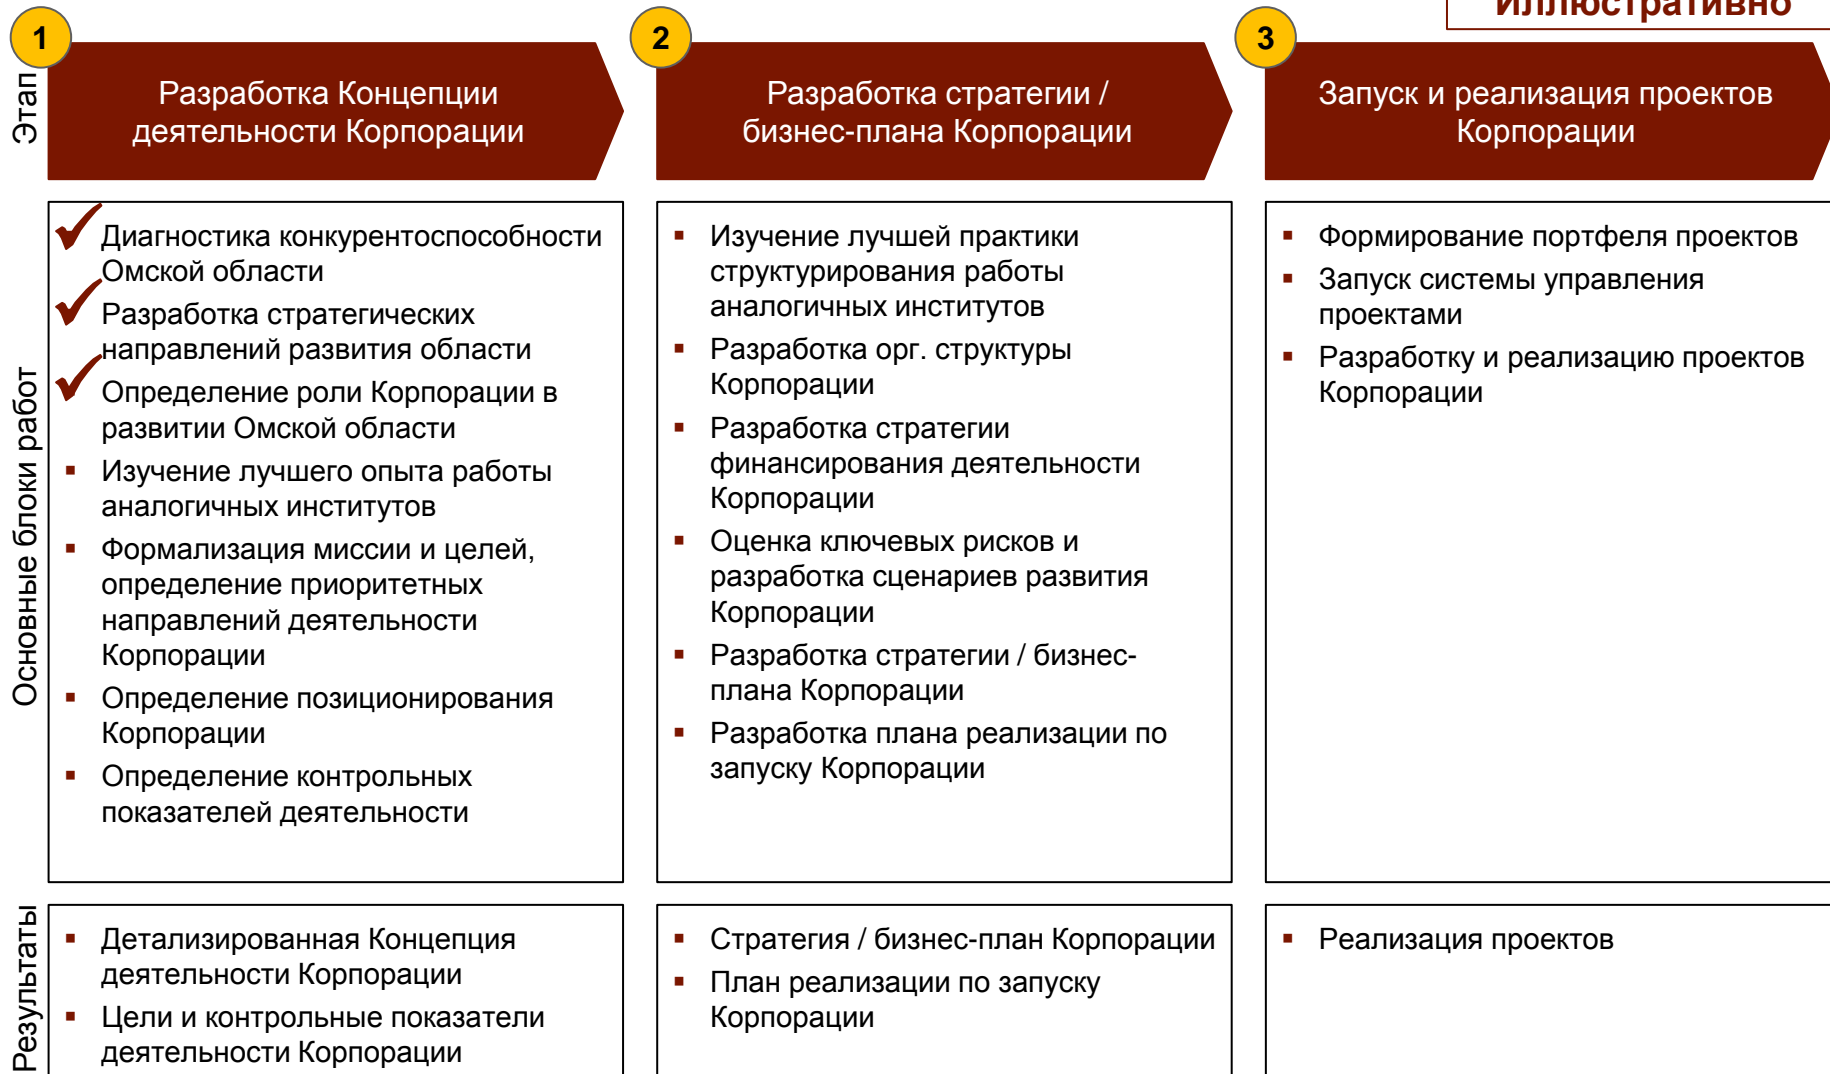 Иллюстративно
1
2
3
Этап
Разработка Концепции
деятельности Корпорации
Разработка стратегии /
бизнес-плана Корпорации
Запуск и реализация проектов
Корпорации
Основные блоки работ
Диагностика конкурентоспособности
Омской области
Разработка стратегических
направлений развития области
Определение роли Корпорации в
развитии Омской области
Изучение лучшего опыта работы
аналогичных институтов
Формализация миссии и целей,
определение приоритетных
направлений деятельности
Корпорации
Определение позиционирования
Корпорации
Определение контрольных
показателей деятельности
Изучение лучшей практики
структурирования работы
аналогичных институтов
Разработка орг. структуры
Корпорации
Разработка стратегии
финансирования деятельности
Корпорации
Оценка ключевых рисков и
разработка сценариев развития
Корпорации
Разработка стратегии / бизнес-
плана Корпорации
Разработка плана реализации по
запуску Корпорации
Формирование портфеля проектов
Запуск системы управления
проектами
Разработку и реализацию проектов
Корпорации
Результаты
Детализированная Концепция
деятельности Корпорации
Цели и контрольные показатели
деятельности Корпорации
Стратегия / бизнес-план Корпорации
План реализации по запуску
Корпорации
Реализация проектов